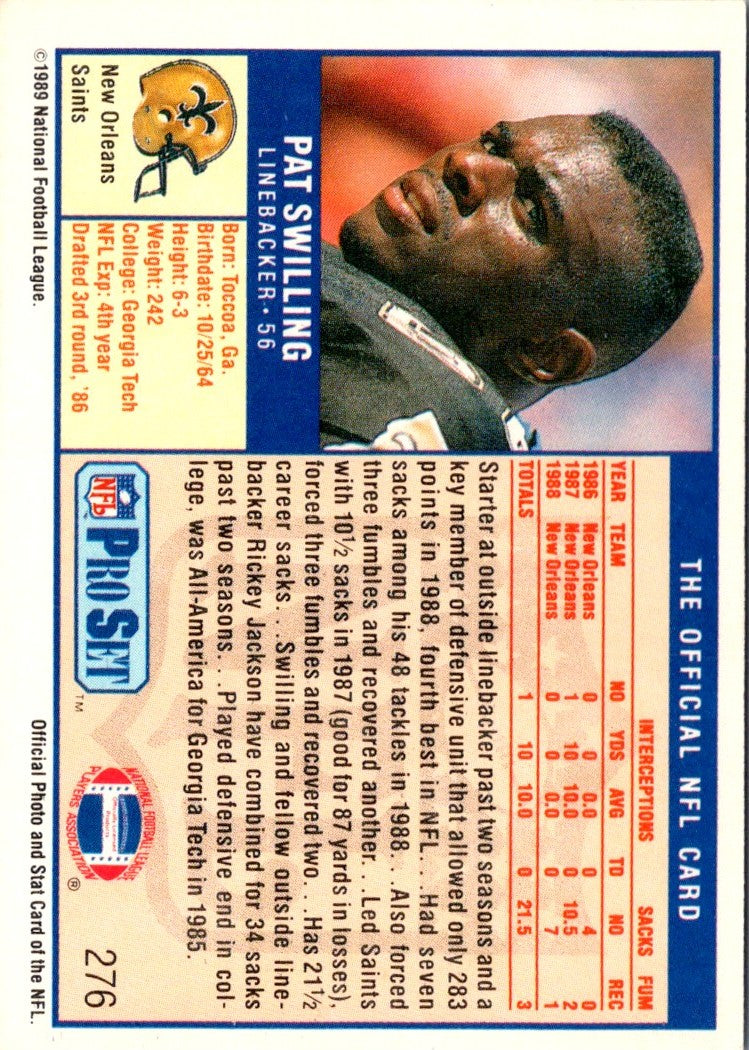 THE OFFICIAL NFL CARD
PAT SWILLING
LINEBACKER • 56
New Orleans
Saints
Born: Toccoa, Ga.
Birthdate: 10/25/64
Height: 6-3
Weight: 242
College: Georgia Tech
NFL Exp: 4th year
Drafted 3rd round, '86
INTERCEPTIONS SACKS FUM
YEAR TEAM NO YDS AVG TD NO REC
1986 New Orleans 0 0 0.0 0 4 0
1987 New Orleans 1 10 10.0 0 10.5 2
1988 New Orleans 0 0 0.0 0 7 1
TOTALS 1 10 10.0 0 21.5 3
Starter at outside linebacker past two seasons and a
key member of defensive unit that allowed only 283
points in 1988, fourth best in NFL...Had seven
sacks among his 48 tackles in 1988...Also forced
three fumbles and recovered another...Led Saints
with 10½ sacks in 1987 (good for 87 yards in losses),
forced three fumbles and recovered two...Has 21½
career sacks...Swilling and fellow outside line-
backer Rickey Jackson have combined for 34 sacks
past two seasons...Played defensive end in col-
lege, was All-America for Georgia Tech in 1985.
NFL PRO SET ™
NATIONAL FOOTBALL LEAGUE
Officially Licensed
Product
PLAYERS ASSOCIATION ®
276
© 1989 National Football League.
Official Photo and Stat Card of the NFL.